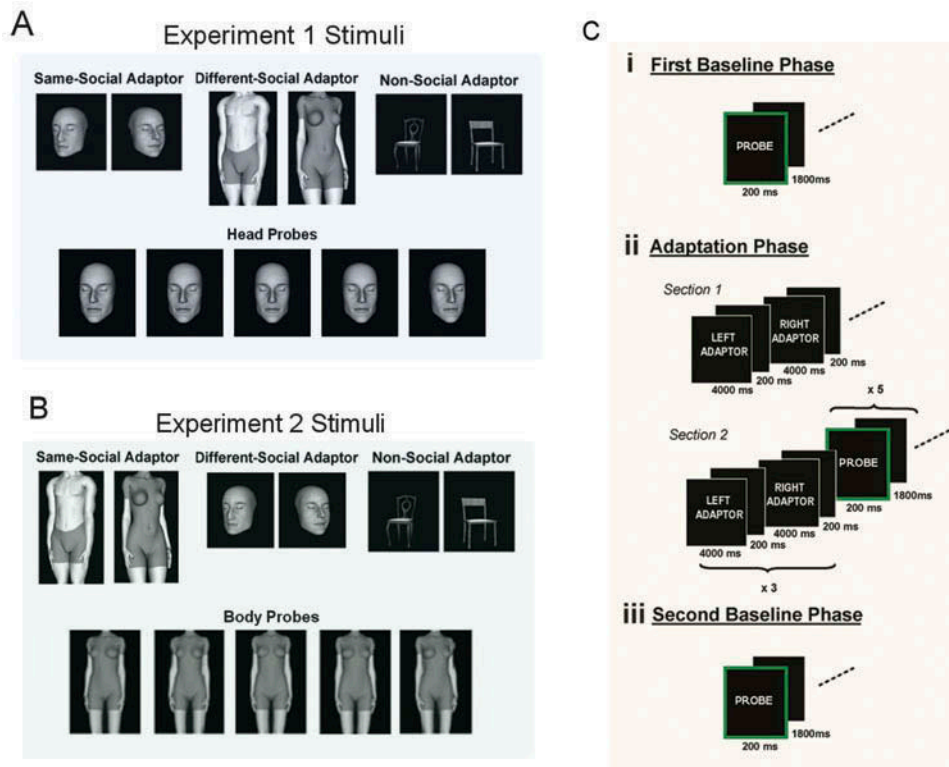 A
Experiment 1 Stimuli
Same-Social Adaptor
Different-Social Adaptor
Non-Social Adaptor
Head Probes
B
Experiment 2 Stimuli
Same-Social Adaptor
Different-Social Adaptor
Non-Social Adaptor
Body Probes
C
i First Baseline Phase
PROBE
1800ms
200 ms
ii Adaptation Phase
Section 1
LEFT
ADAPTOR
RIGHT
ADAPTOR
200 ms
4000 ms
200 ms
4000 ms
x 5
Section 2
LEFT
ADAPTOR
RIGHT
ADAPTOR
PROBE
1800ms
200 ms
200 ms
4000 ms
200 ms
4000 ms
x 3
iii Second Baseline Phase
PROBE
1800ms
200 ms